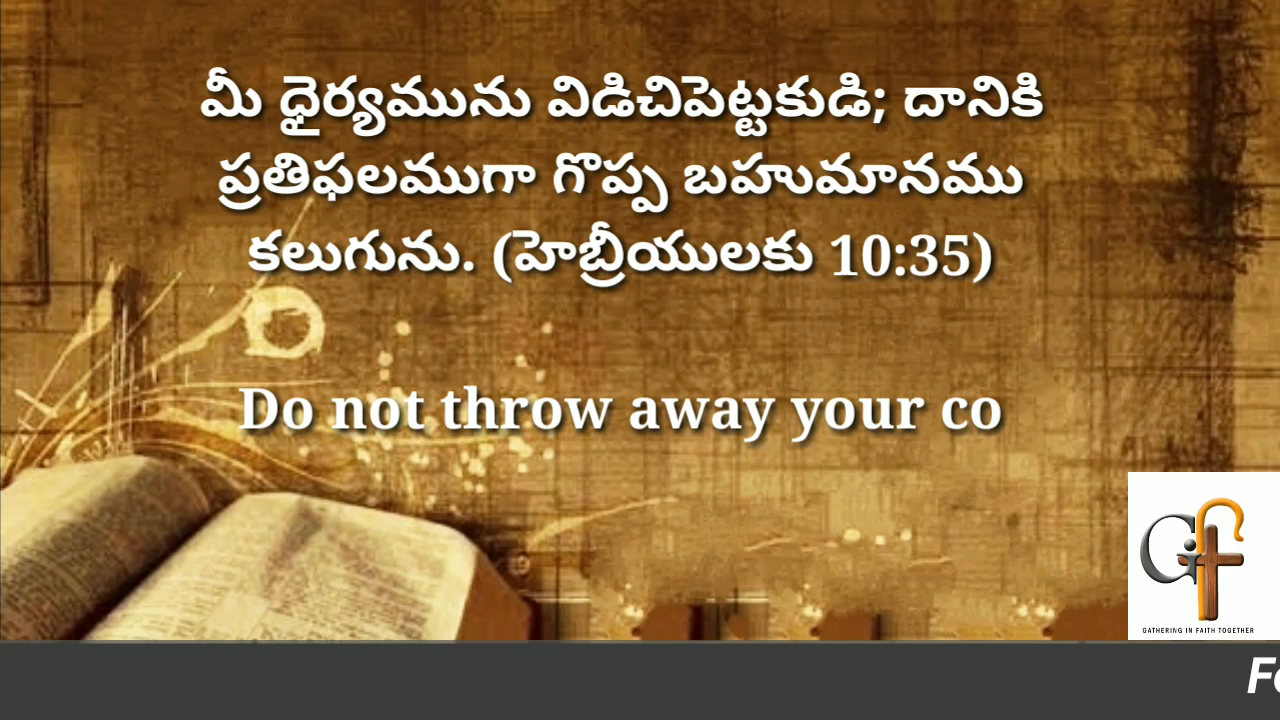 మీ ధైర్యమును విడిచిపెట్టకుడి; దానికి
ప్రతిఫలముగా గొప్ప బహుమానము
కలుగును. (హెబ్రీయులకు 10:35)
Do not throw away your co
GATHERING IN FAITH TOGETHER